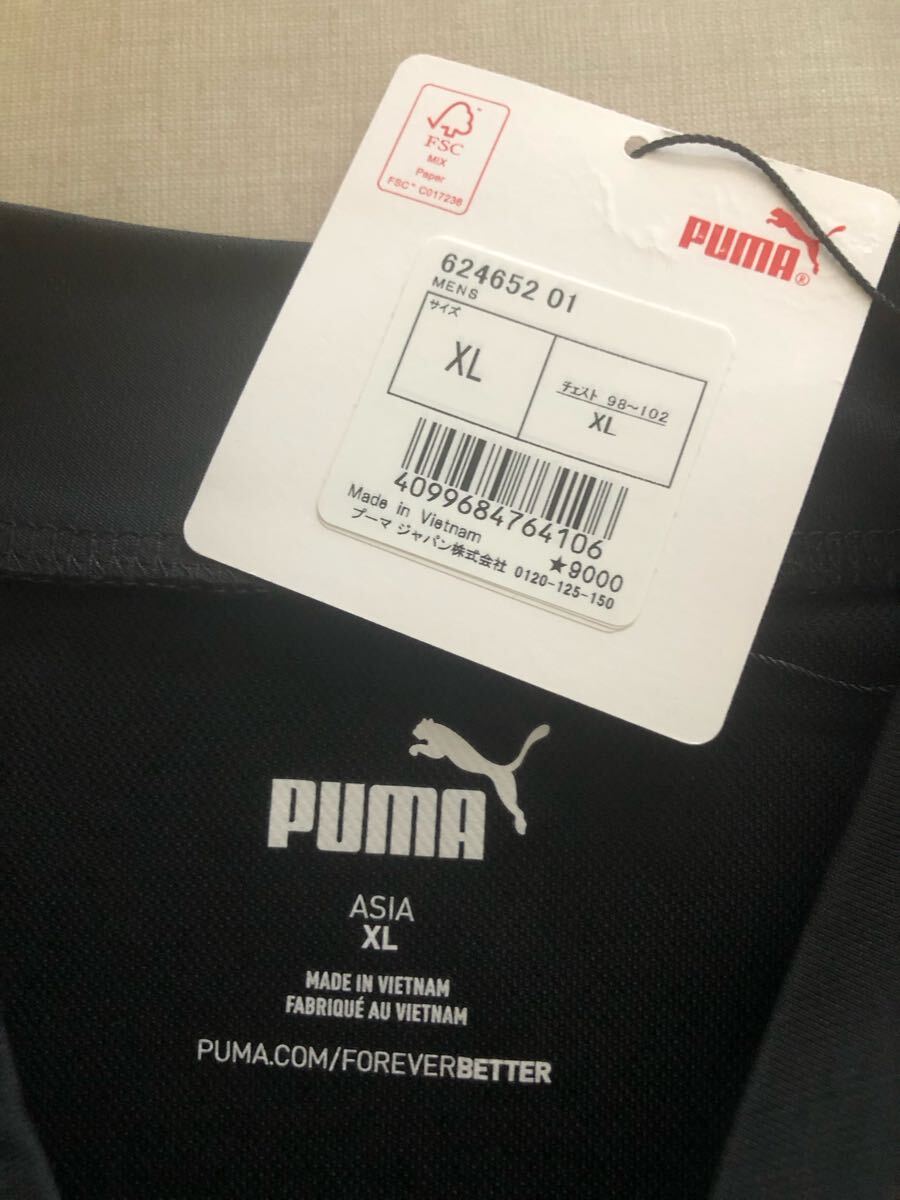 FSC™
MIX
Paper
FSC™ C017236
PUMA®
624652 01
MENS
サイズ
XL
チェスト 98~102
XL
4099684764106
Made in Vietnam
★9000
プーマ ジャパン株式会社 0120-125-150
PUMA
ASIA
XL
MADE IN VIETNAM
FABRIQUÉ AU VIETNAM
PUMA.COM/FOREVERBETTER